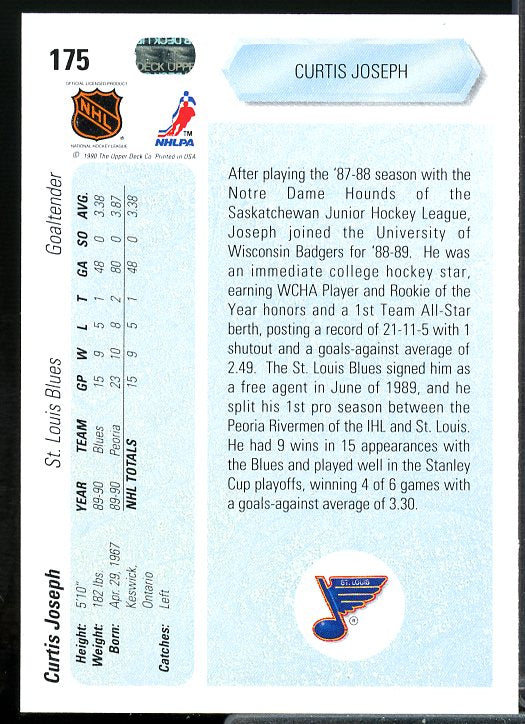 175
DECK UPPE
OFFICIAL LICENSED PRODUCT
NHL
NATIONAL HOCKEY LEAGUE
TM
NHLPA
© 1990 The Upper Deck Co. Printed in USA
CURTIS JOSEPH
After playing the '87-88 season with the
Notre Dame Hounds of the
Saskatchewan Junior Hockey League,
Joseph joined the University of
Wisconsin Badgers for '88-89. He was
an immediate college hockey star,
earning WCHA Player and Rookie of the
Year honors and a 1st Team All-Star
berth, posting a record of 21-11-5 with 1
shutout and a goals-against average of
2.49. The St. Louis Blues signed him as
a free agent in June of 1989, and he
split his 1st pro season between the
Peoria Rivermen of the IHL and St. Louis.
He had 9 wins in 15 appearances with
the Blues and played well in the Stanley
Cup playoffs, winning 4 of 6 games with
a goals-against average of 3.30.
ST. LOUIS
®
Curtis Joseph St. Louis Blues Goaltender
Height: 5'10"
Weight: 182 lbs.
Born: Apr. 29, 1967
Keswick,
Ontario
Catches: Left
YEAR TEAM GP W L T GA SO AVG.
89-90 Blues 15 9 5 1 48 0 3.38
89-90 Peoria 23 10 8 2 80 0 3.87
NHL TOTALS 15 9 5 1 48 0 3.38